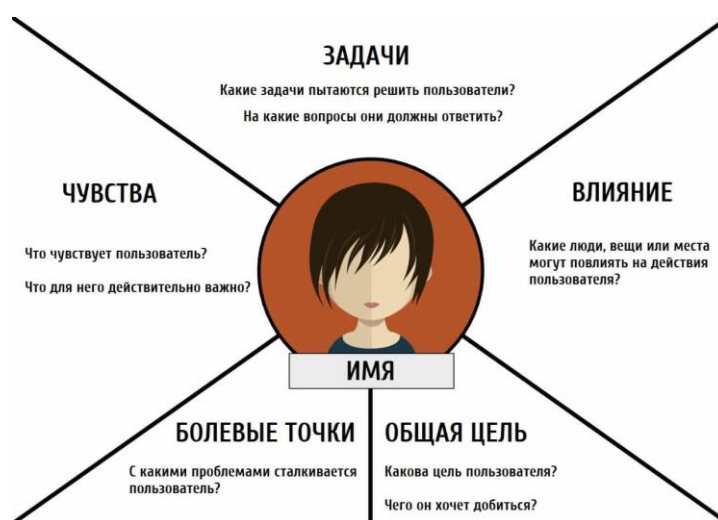 ЗАДАЧИ
Какие задачи пытаются решить пользователи?
На какие вопросы они должны ответить?
ЧУВСТВА
Что чувствует пользователь?
Что для него действительно важно?
ВЛИЯНИЕ
Какие люди, вещи или места
могут повлиять на действия
пользователя?
ИМЯ
БОЛЕВЫЕ ТОЧКИ
С какими проблемами сталкивается
пользователь?
ОБЩАЯ ЦЕЛЬ
Какова цель пользователя?
Чего он хочет добиться?